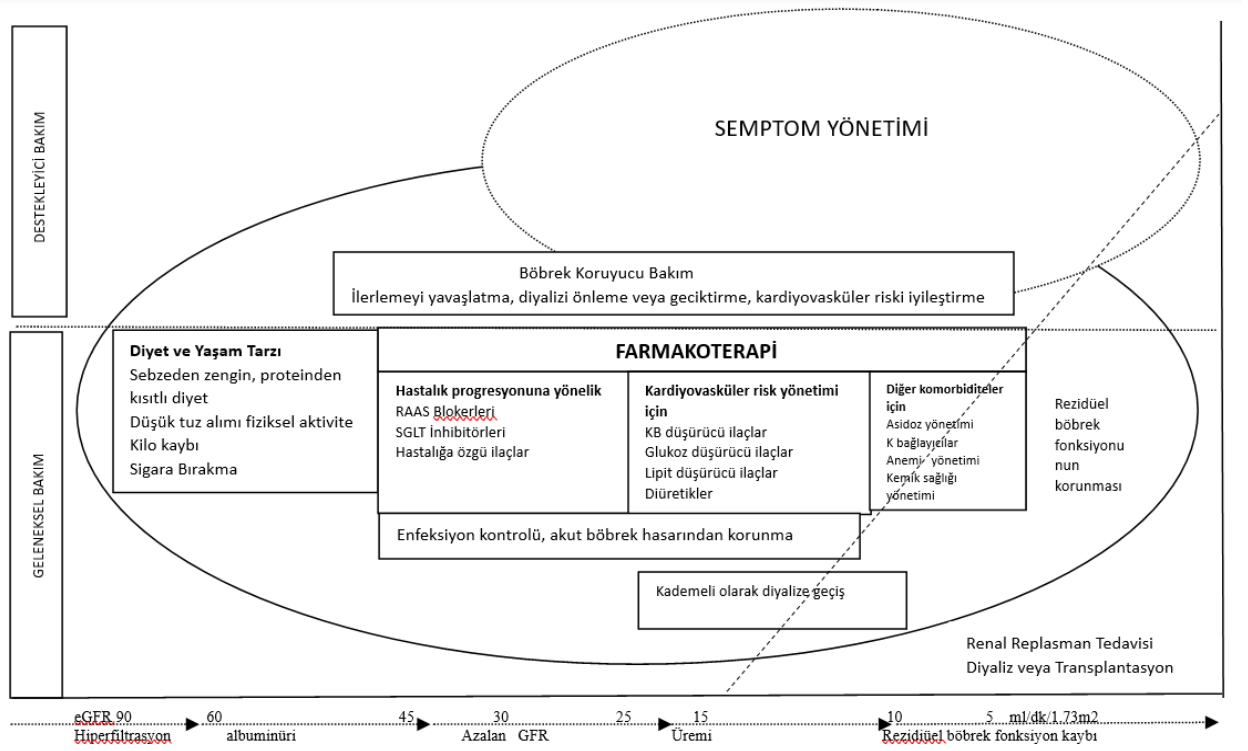 DESTEKLEYİCİ BAKIM
SEMPTOM YÖNETİMİ
Böbrek Koruyucu Bakım
İlerlemeyi yavaşlatma, diyalizi önleme veya geciktirme, kardiyovasküler riski iyileştirme
GELENEKSEL BAKIM
Diyet ve Yaşam Tarzı
Sebzeden zengin, proteinden
kısıtlı diyet
Düşük tuz alımı fiziksel aktivite
Kilo kaybı
Sigara Bırakma
FARMAKOTERAPİ
Hastalık progresyonuna yönelik
RAAS Blokerleri
SGLT İnhibitörleri
Hastalığa özgü ilaçlar
Kardiyovasküler risk yönetimi
için
KB düşürücü ilaçlar
Glukoz düşürücü ilaçlar
Lipit düşürücü ilaçlar
Diüretikler
Diğer komorbiditeler
için
Asidoz yönetimi
K bağlayıcılar
Anemi yönetimi
Kemik sağlığı
yönetimi
Rezidüel
böbrek
fonksiyonu
nun
korunması
Enfeksiyon kontrolü, akut böbrek hasarından korunma
Kademeli olarak diyalize geçiş
Renal Replasman Tedavisi
Diyaliz veya Transplantasyon
eGFR 90 60 45 30 25 15 10 5 ml/dk/1.73m2
Hiperfiltrasyon albuminüri Azalan GFR Üremi Rezidüel böbrek fonksiyon kaybı